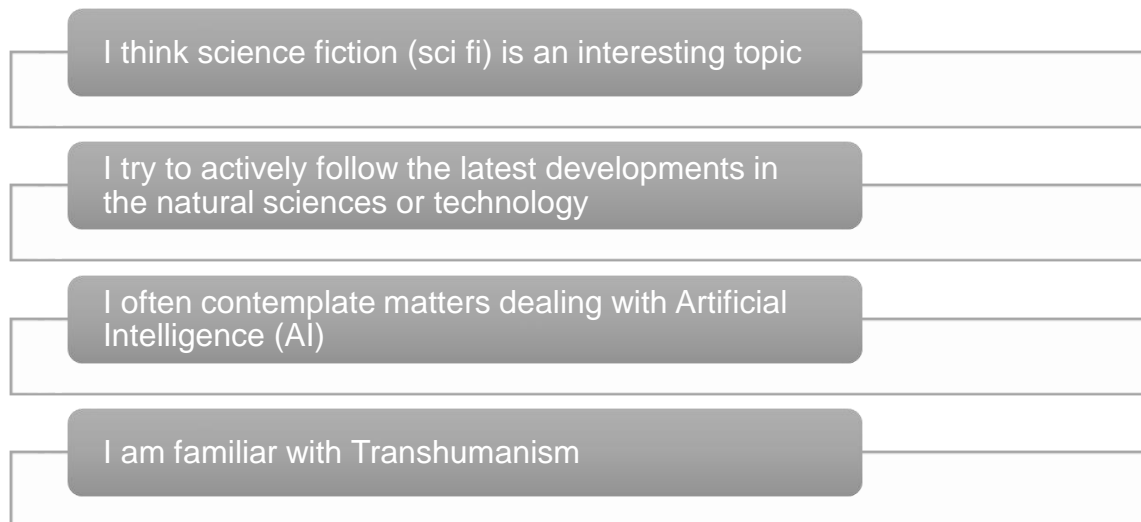 I think science fiction (sci fi) is an interesting topic
I try to actively follow the latest developments in
the natural sciences or technology
I often contemplate matters dealing with Artificial
Intelligence (AI)
I am familiar with Transhumanism